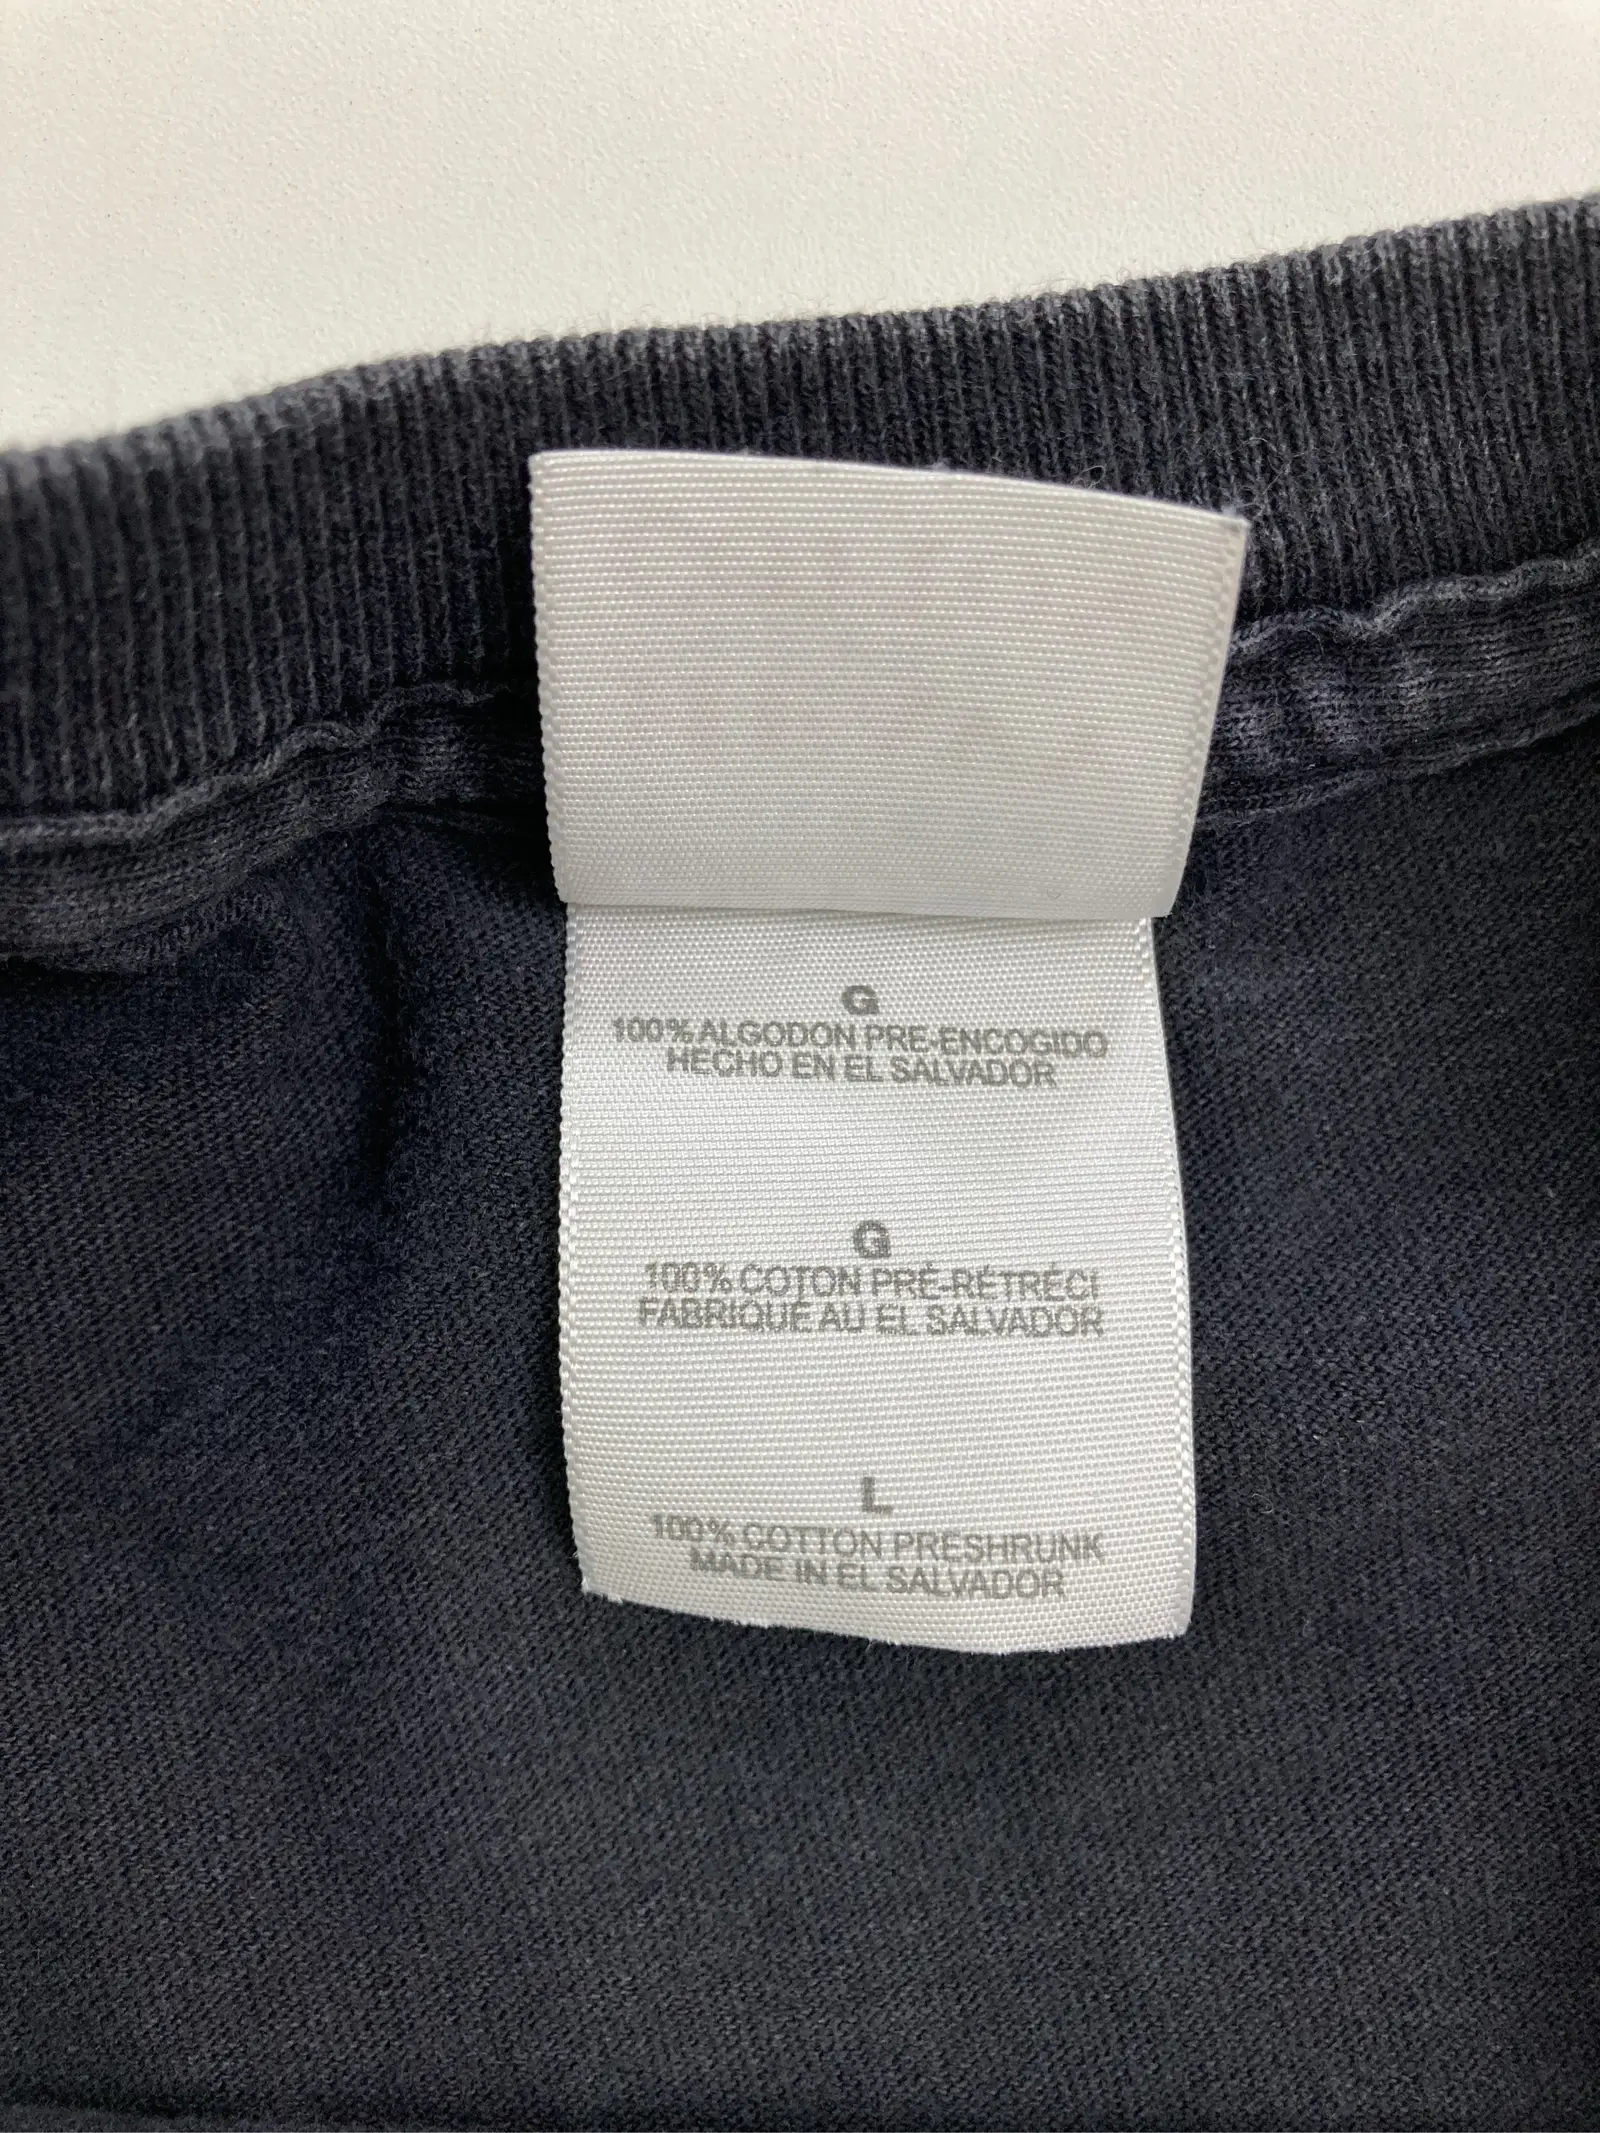 G
100% ALGODON PRE-ENCOGIDO
HECHO EN EL SALVADOR
G
100% COTON PRÉ-RÉTRÉCI
FABRIQUÉ AU EL SALVADOR
L
100% COTTON PRESHRUNK
MADE IN EL SALVADOR